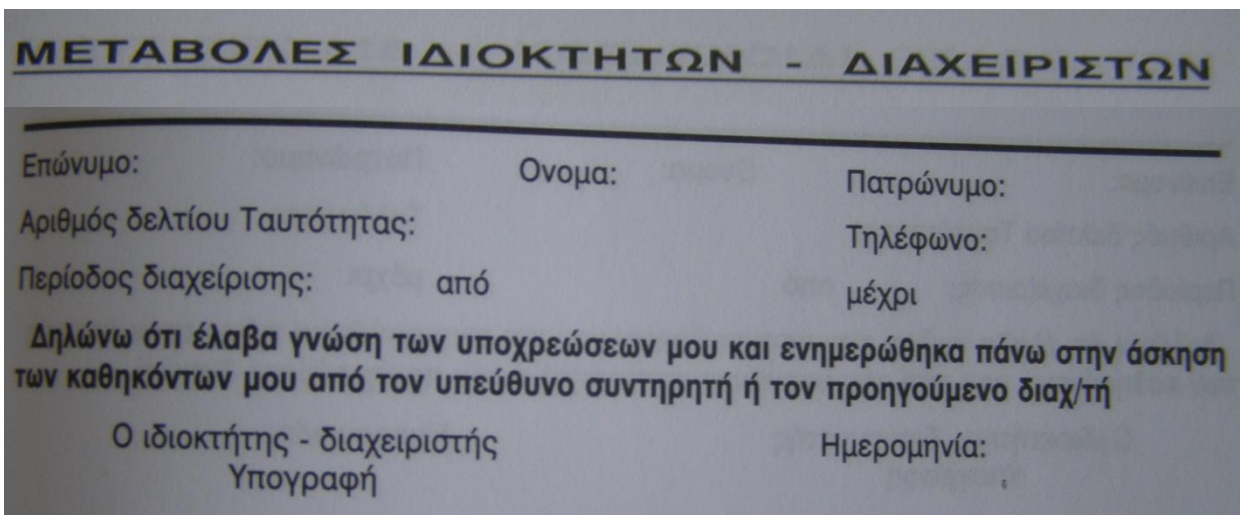 ΜΕΤΑΒΟΛΕΣ ΙΔΙΟΚΤΗΤΩΝ - ΔΙΑΧΕΙΡΙΣΤΩΝ
Επώνυμο: Ονομα: Πατρώνυμο:
Αριθμός δελτίου Ταυτότητας: Τηλέφωνο:
Περίοδος διαχείρισης: από μέχρι
Δηλώνω ότι έλαβα γνώση των υποχρεώσεων μου και ενημερώθηκα πάνω στην άσκηση
των καθηκόντων μου από τον υπεύθυνο συντηρητή ή τον προηγούμενο διαχ/τή
Ο ιδιοκτήτης - διαχειριστής Ημερομηνία:
Υπογραφή